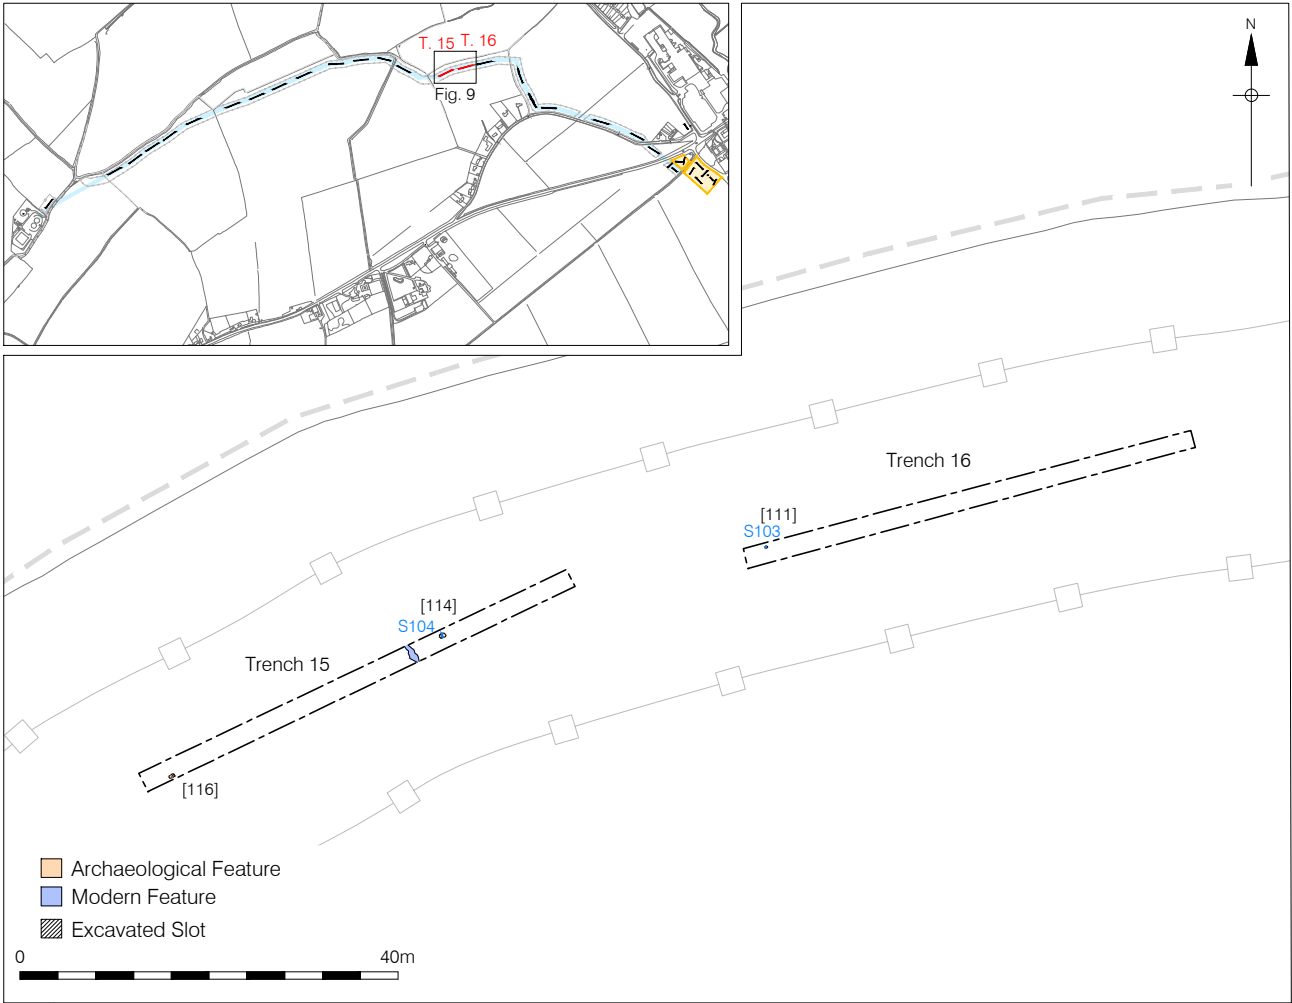 T. 15 T. 16
Fig. 9
N
Trench 16
[111]
S103
[114]
S104
Trench 15
[116]
Archaeological Feature
Modern Feature
Excavated Slot
0 40m